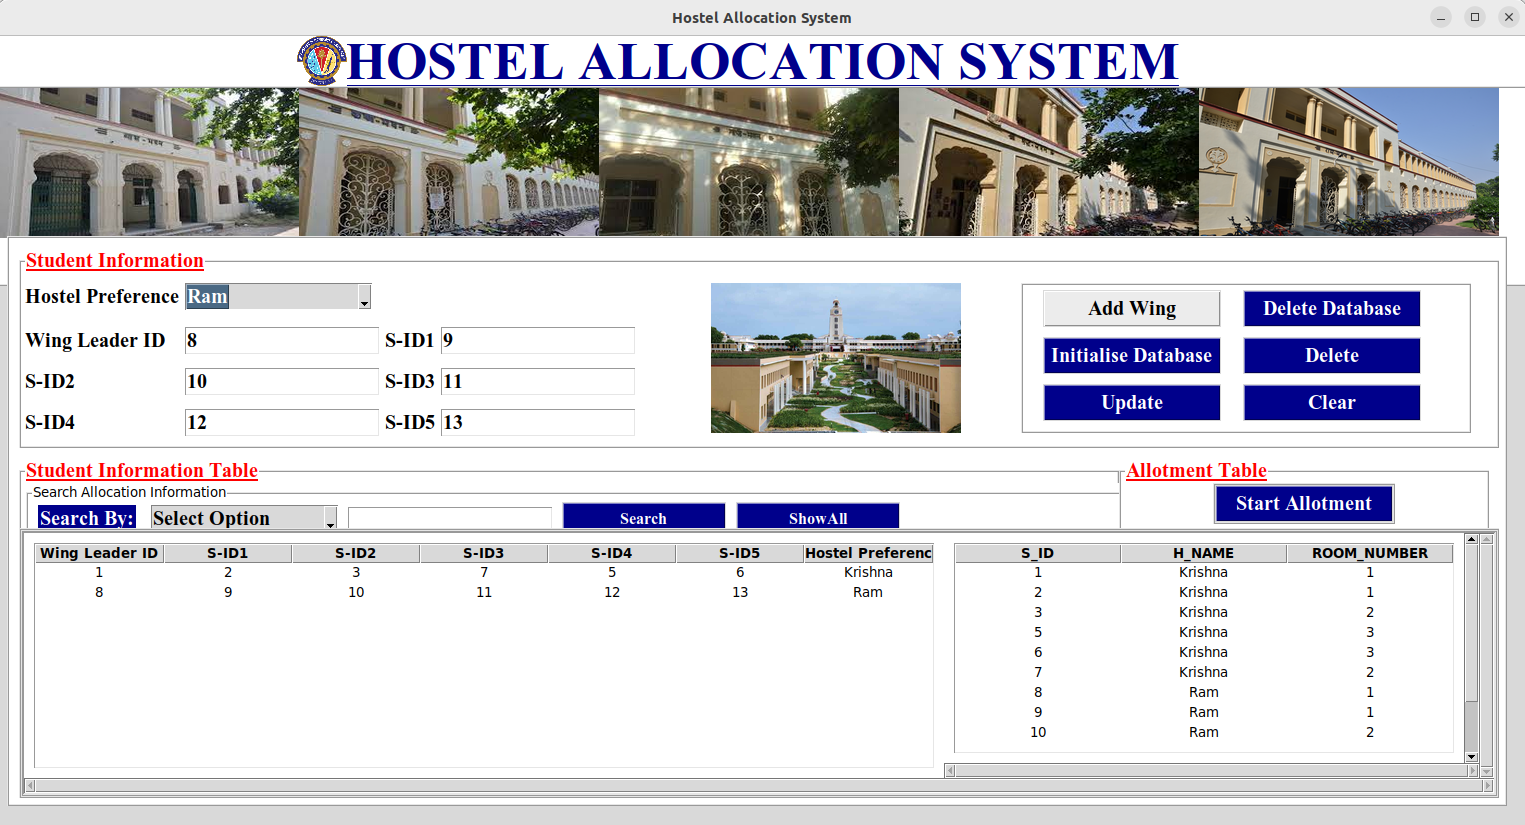 Hostel Allocation System
HOSTEL ALLOCATION SYSTEM
Student Information
Hostel Preference Ram
Wing Leader ID 8 S-ID1 9
S-ID2 10 S-ID3 11
S-ID4 12 S-ID5 13
Add Wing Delete Database
Initialise Database Delete
Update Clear
Student Information Table
Search Allocation Information
Search By: Select Option Search ShowAll
Allotment Table
Start Allotment
Wing Leader ID S-ID1 S-ID2 S-ID3 S-ID4 S-ID5 Hostel Preferenc
1 2 3 7 5 6 Krishna
8 9 10 11 12 13 Ram
S_ID H_NAME ROOM_NUMBER
1 Krishna 1
2 Krishna 1
3 Krishna 2
5 Krishna 3
6 Krishna 3
7 Krishna 2
8 Ram 1
9 Ram 1
10 Ram 2